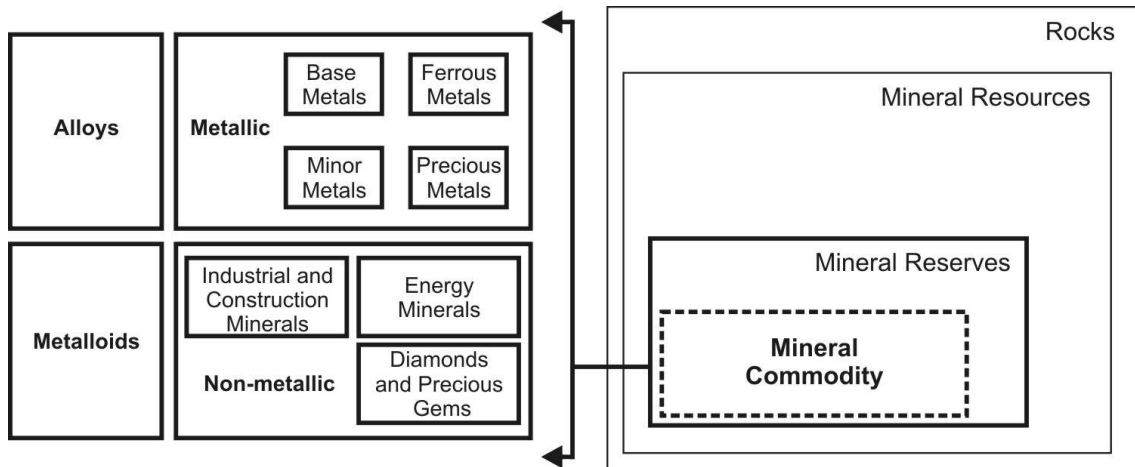 Alloys
Metallic
Base
Metals
Ferrous
Metals
Minor
Metals
Precious
Metals
Metalloids
Industrial and
Construction
Minerals
Energy
Minerals
Non-metallic
Diamonds
and Precious
Gems
Rocks
Mineral Resources
Mineral Reserves
Mineral
Commodity